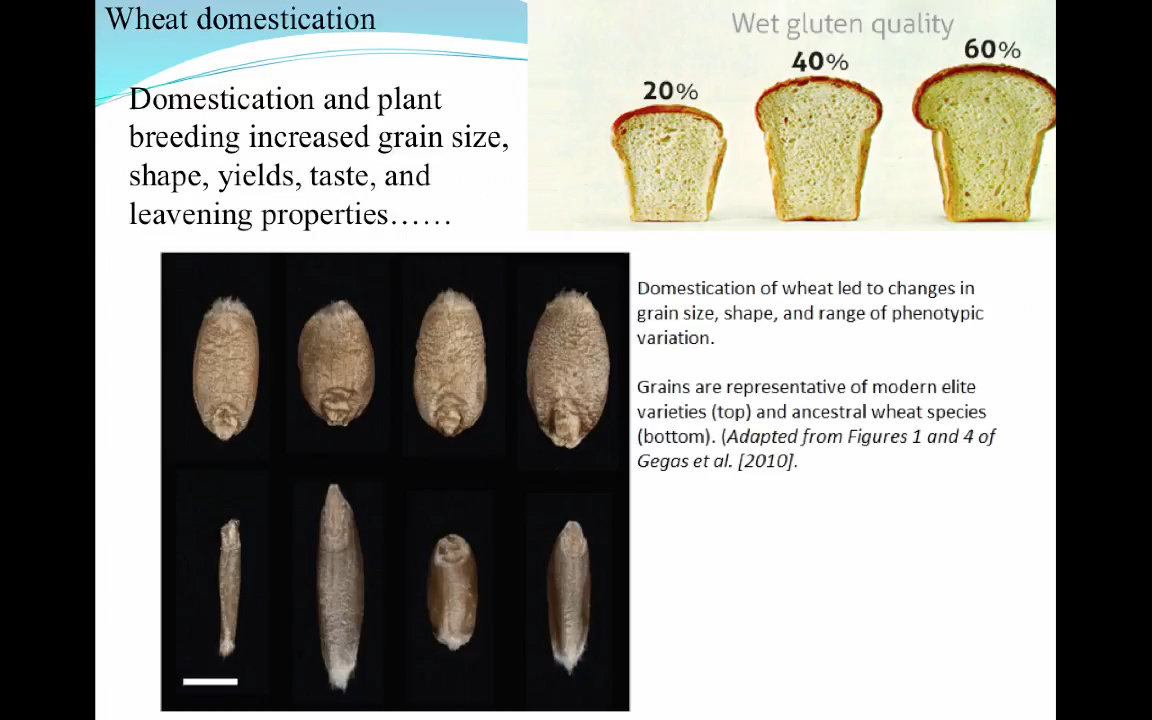 Wheat domestication
Domestication and plant
breeding increased grain size,
shape, yields, taste, and
leavening properties……
Wet gluten quality
20%
40%
60%
Domestication of wheat led to changes in
grain size, shape, and range of phenotypic
variation.
Grains are representative of modern elite
varieties (top) and ancestral wheat species
(bottom). (Adapted from Figures 1 and 4 of
Gegas et al. [2010].